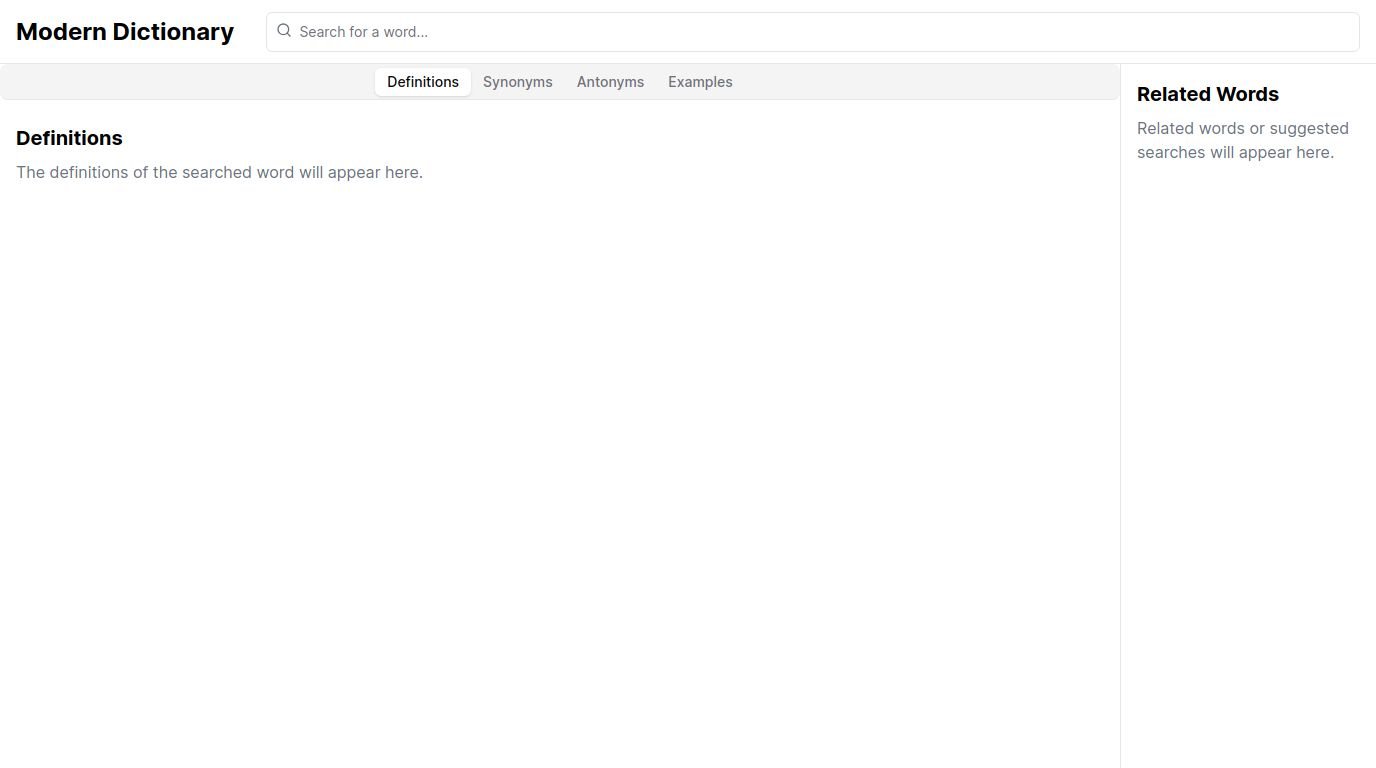 Modern Dictionary
Search for a word...
Definitions
Synonyms
Antonyms
Examples
Definitions
The definitions of the searched word will appear here.
Related Words
Related words or suggested
searches will appear here.